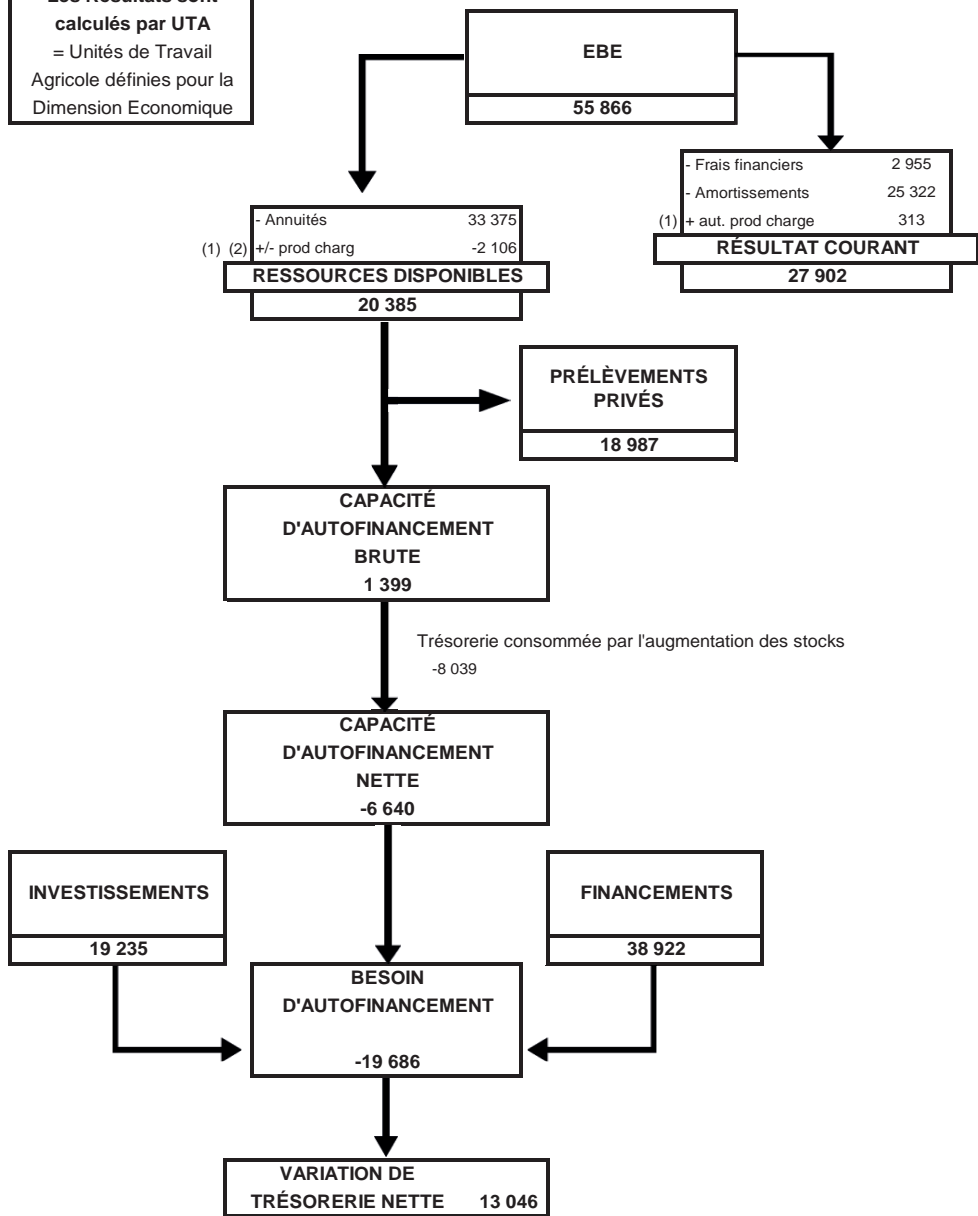 Les Résultats sont
calculés par UTA
= Unités de Travail
Agricole définies pour la
Dimension Economique
EBE
55 866
- Frais financiers 2 955
- Amortissements 25 322
(1) + aut. prod charge 313
RÉSULTAT COURANT
27 902
- Annuités 33 375
(1) (2) +/- prod charg -2 106
RESSOURCES DISPONIBLES
20 385
PRÉLÈVEMENTS
PRIVÉS
18 987
CAPACITÉ
D'AUTOFINANCEMENT
BRUTE
1 399
Trésorerie consommée par l'augmentation des stocks
-8 039
CAPACITÉ
D'AUTOFINANCEMENT
NETTE
-6 640
INVESTISSEMENTS
19 235
FINANCEMENTS
38 922
BESOIN
D'AUTOFINANCEMENT
-19 686
VARIATION DE
TRÉSORERIE NETTE 13 046